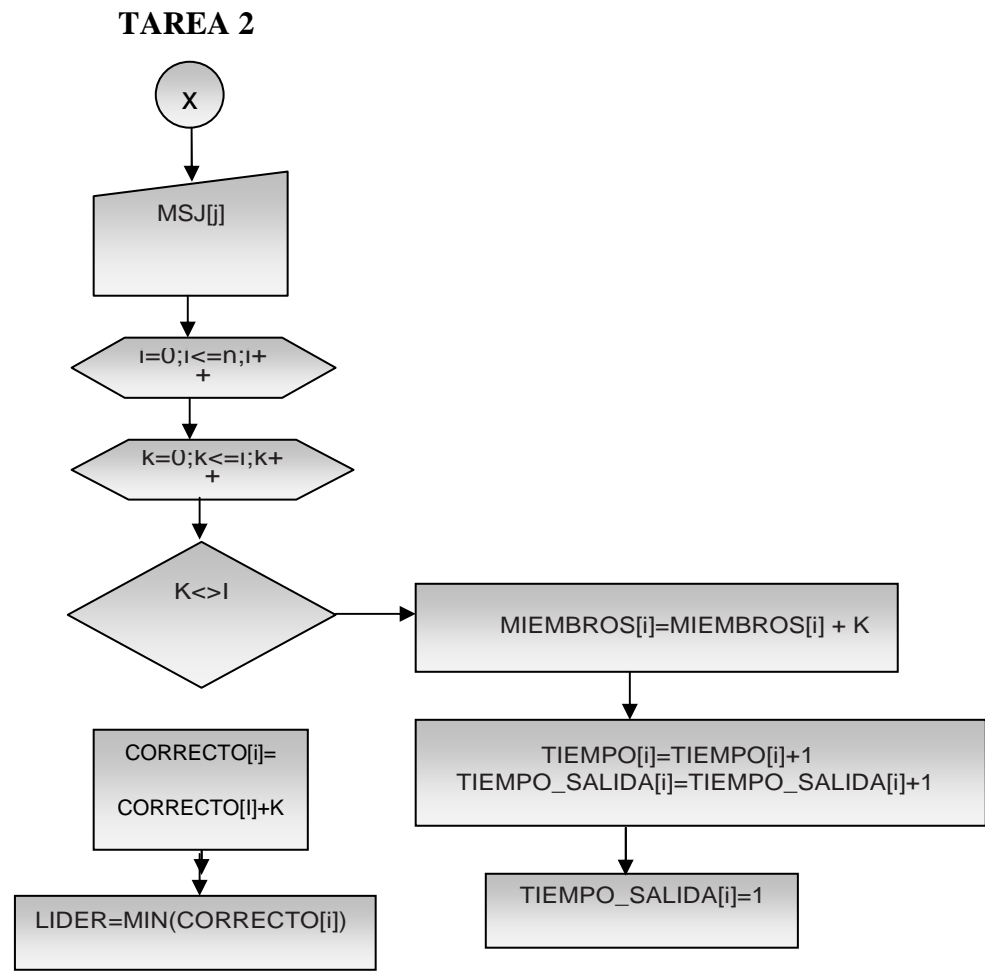 TAREA 2
x
MSJ[j]
i=0;i<=n;i+
+
k=0;k<=i;k+
+
K<>I
MIEMBROS[i]=MIEMBROS[i] + K
CORRECTO[i]=
CORRECTO[I]+K
TIEMPO[i]=TIEMPO[i]+1
TIEMPO_SALIDA[i]=TIEMPO_SALIDA[i]+1
LIDER=MIN(CORRECTO[i])
TIEMPO_SALIDA[i]=1